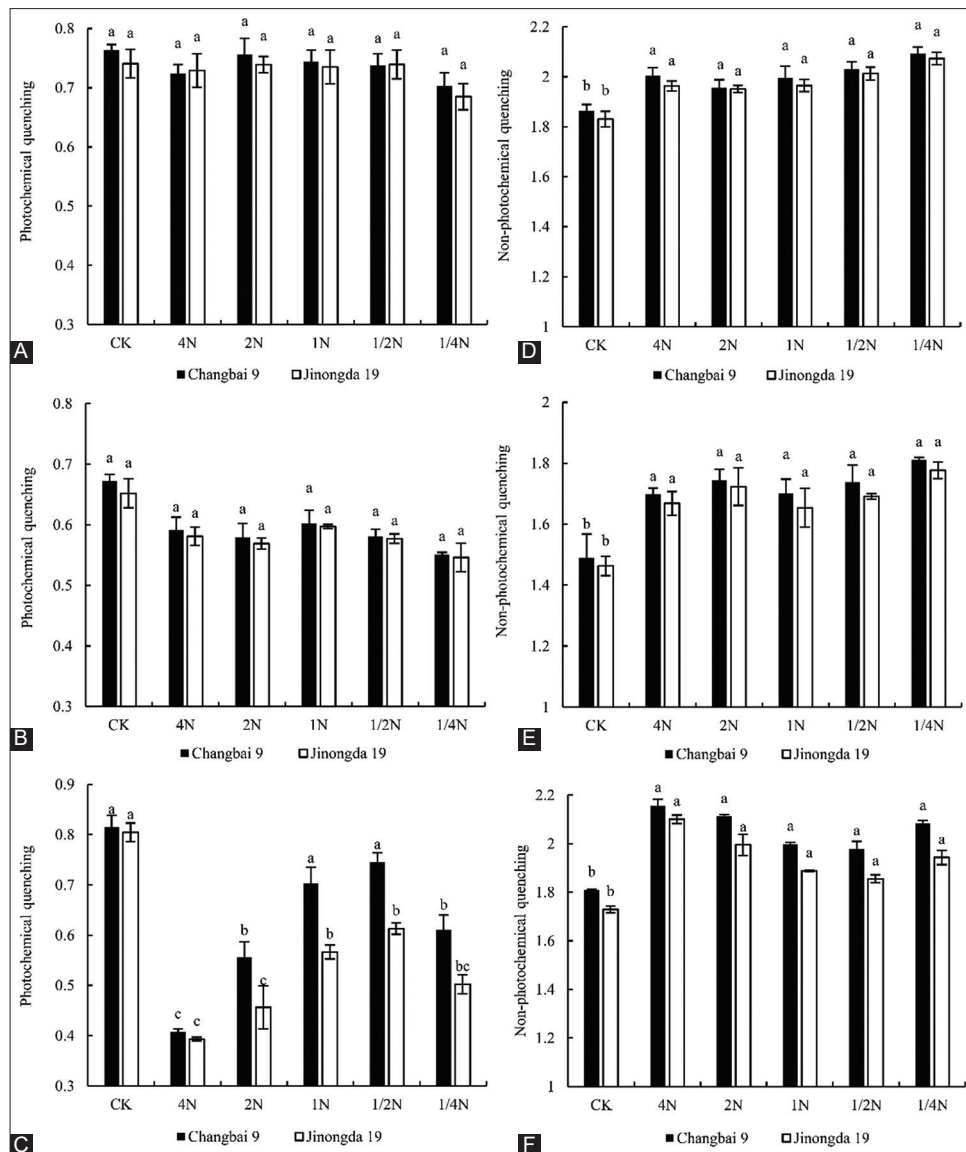 a a a a a a a a a a a a
0.8
0.7
0.6
0.5
0.4
0.3
Photochemical quenching
CK 4N 2N 1N 1/2N 1/4N
A
Changbai 9 Jinongda 19
b b a a a a a a a a a a
2.2
2
1.8
1.6
1.4
1.2
1
Non-photochemical quenching
CK 4N 2N 1N 1/2N 1/4N
D
Changbai 9 Jinongda 19
a a a a a a a a a a a a
0.8
0.7
0.6
0.5
0.4
0.3
Photochemical quenching
CK 4N 2N 1N 1/2N 1/4N
B
Changbai 9 Jinongda 19
b b a a a a a a a a a a
2
1.8
1.6
1.4
1.2
1
Non-photochemical quenching
CK 4N 2N 1N 1/2N 1/4N
E
Changbai 9 Jinongda 19
a a c c b c a b a b b bc
0.9
0.8
0.7
0.6
0.5
0.4
0.3
Photochemical quenching
CK 4N 2N 1N 1/2N 1/4N
C
Changbai 9 Jinongda 19
b b a a a a a a a a a a
2.2
2
1.8
1.6
1.4
1.2
1
Non-photochemical quenching
CK 4N 2N 1N 1/2N 1/4N
F
Changbai 9 Jinongda 19